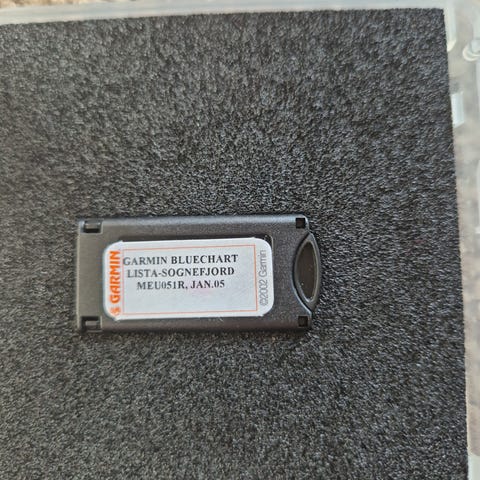 GARMIN
GARMIN BLUECHART
LISTA-SOGNEFJORD
MEU051R, JAN.05
©2002 Garmin